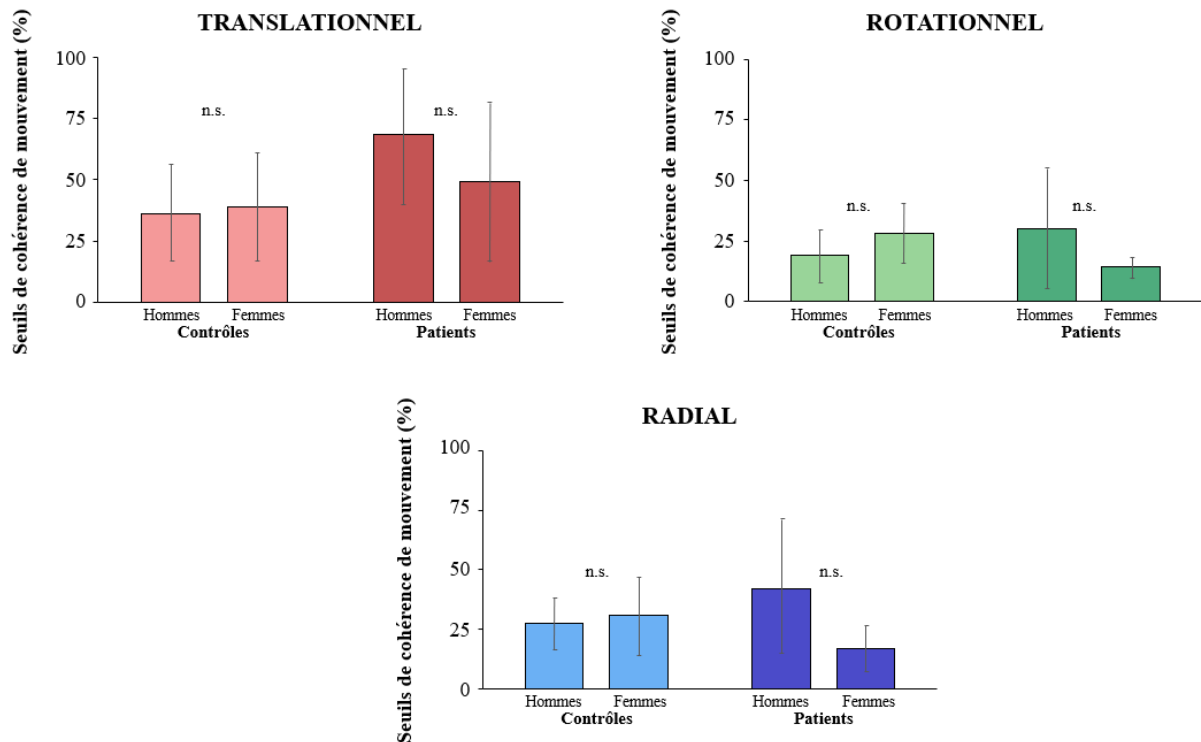 TRANSLATIONNEL
Seuils de cohérence de mouvement (%)
100
75
50
25
0
n.s.
n.s.
Hommes Femmes Hommes Femmes
Contrôles Patients
ROTATIONNEL
Seuils de cohérence de mouvement (%)
100
75
50
25
0
n.s.
n.s.
Hommes Femmes Hommes Femmes
Contrôles Patients
RADIAL
Seuils de cohérence de mouvement (%)
100
75
50
25
0
n.s.
n.s.
Hommes Femmes Hommes Femmes
Contrôles Patients